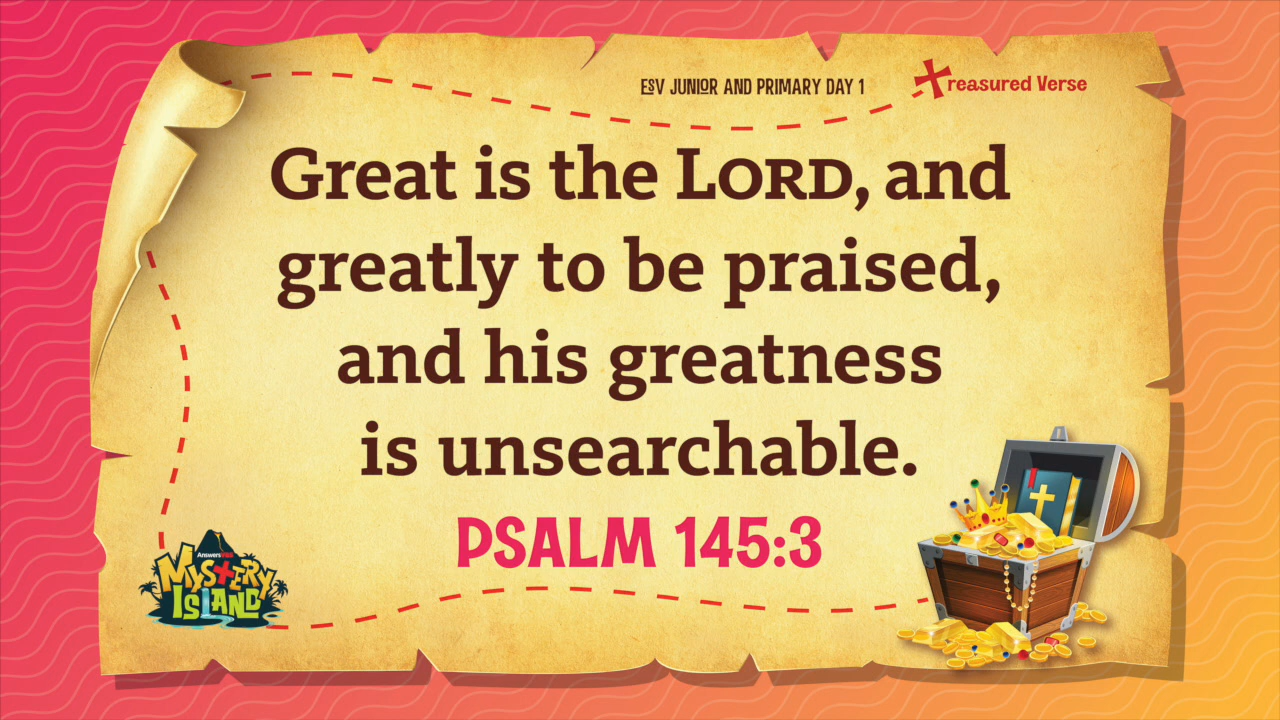 ESV JUNIOR AND PRIMARY DAY 1
Treasured Verse
Great is the LORD, and
greatly to be praised,
and his greatness
is unsearchable.
PSALM 145:3
AnswersVBS
MYSTERY
ISLAND